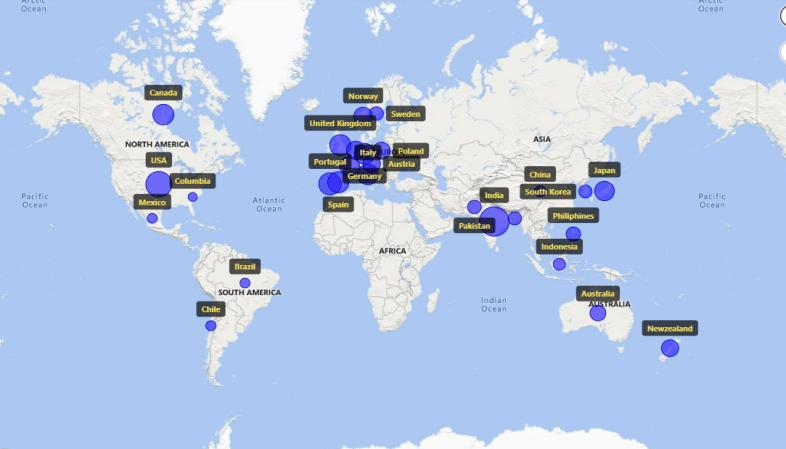 Arctic
Ocean
Arctic
Ocean
Canada
Norway
Sweden
United Kingdom
NORTH AMERICA
ASIA
USA
Italy
Poland
Portugal
Austria
Columbia
Germany
China
Japan
Mexico
India
South Korea
Pacific
Ocean
Atlantic
Ocean
Spain
Pacific
Ocean
Pakistan
Philiphines
AFRICA
Indonesia
Brazil
SOUTH AMERICA
Indian
Ocean
Australia
AUSTRALIA
Chile
Newzealand